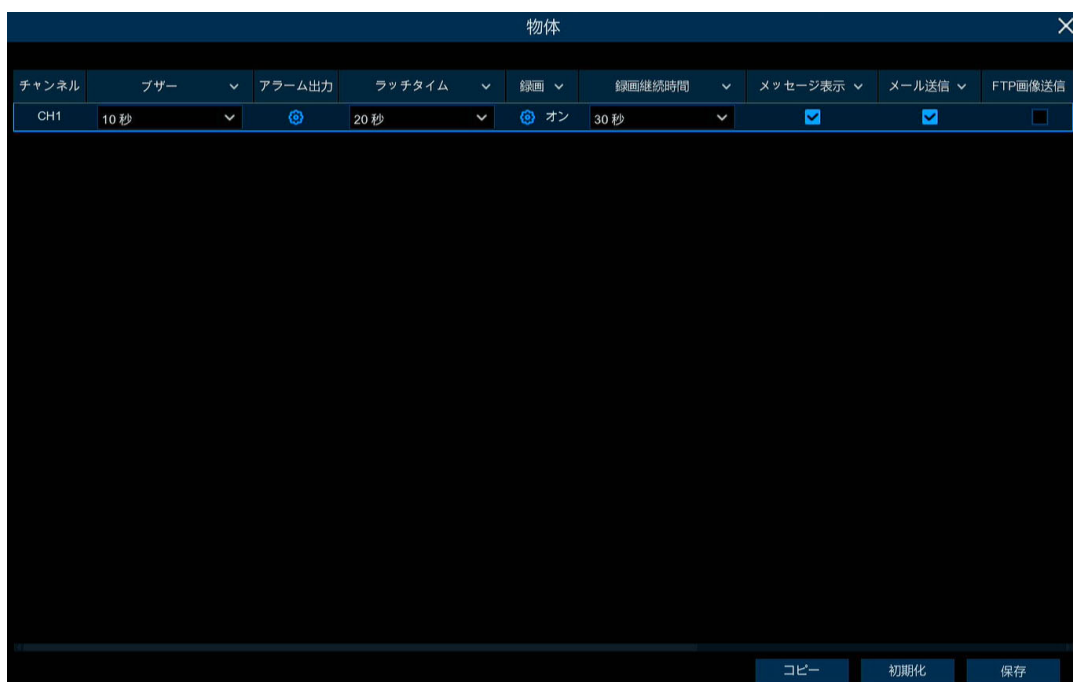 物体
チャンネル ブザー アラーム出力 ラッチタイム 録画 録画継続時間 メッセージ表示 メール送信 FTP画像送信
CH1 10 秒 20 秒 オン 30 秒
コピー 初期化 保存